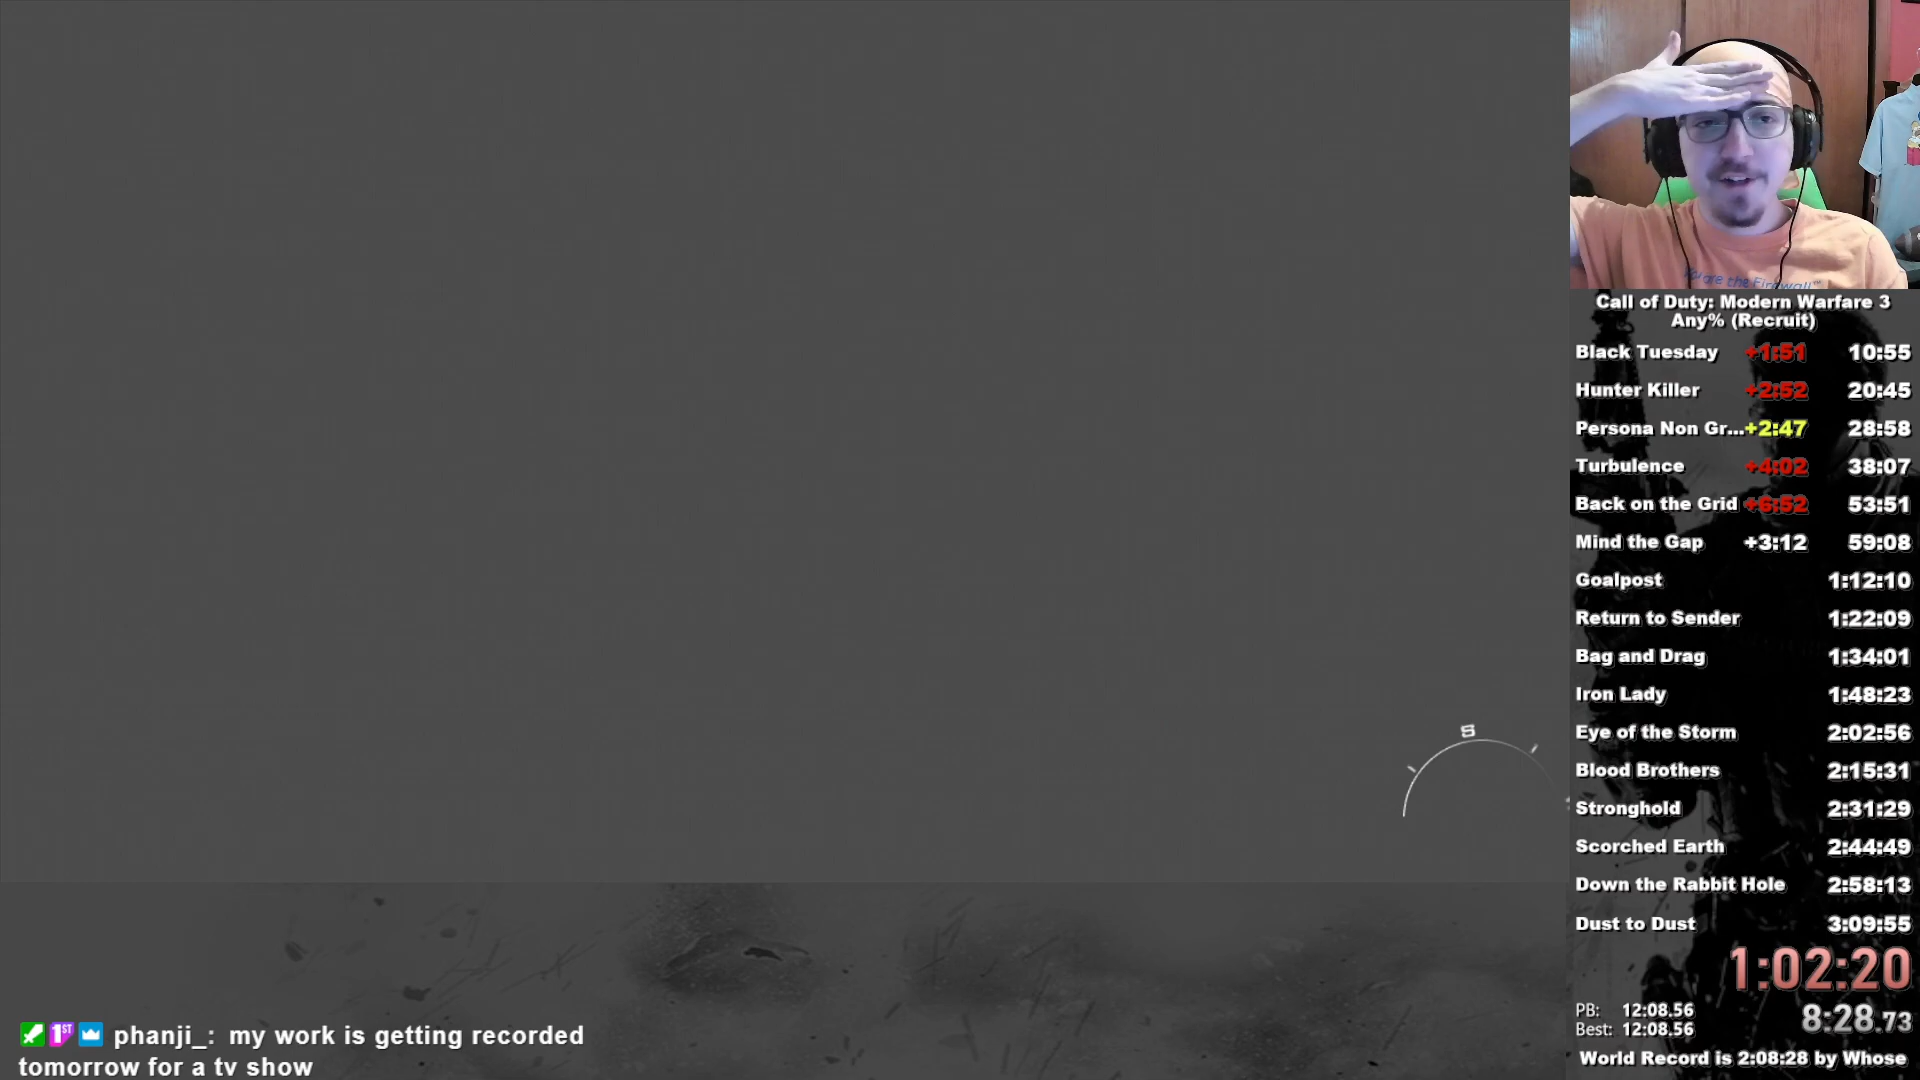 You are the Firewall™
Call of Duty: Modern Warfare 3
Any% (Recruit)
Black Tuesday +1:51 10:55
Hunter Killer +2:52 20:45
Persona Non Gr... +2:47 28:58
Turbulence +4:02 38:07
Back on the Grid +6:52 53:51
Mind the Gap +3:12 59:08
Goalpost 1:12:10
Return to Sender 1:22:09
Bag and Drag 1:34:01
Iron Lady 1:48:23
S
Eye of the Storm 2:02:56
Blood Brothers 2:15:31
Stronghold 2:31:29
Scorched Earth 2:44:49
Down the Rabbit Hole 2:58:13
Dust to Dust 3:09:55
1:02:20
PB: 12:08.56
Best: 12:08.56
8:28.73
World Record is 2:08:28 by Whose
1ST phanji_: my work is getting recorded
tomorrow for a tv show